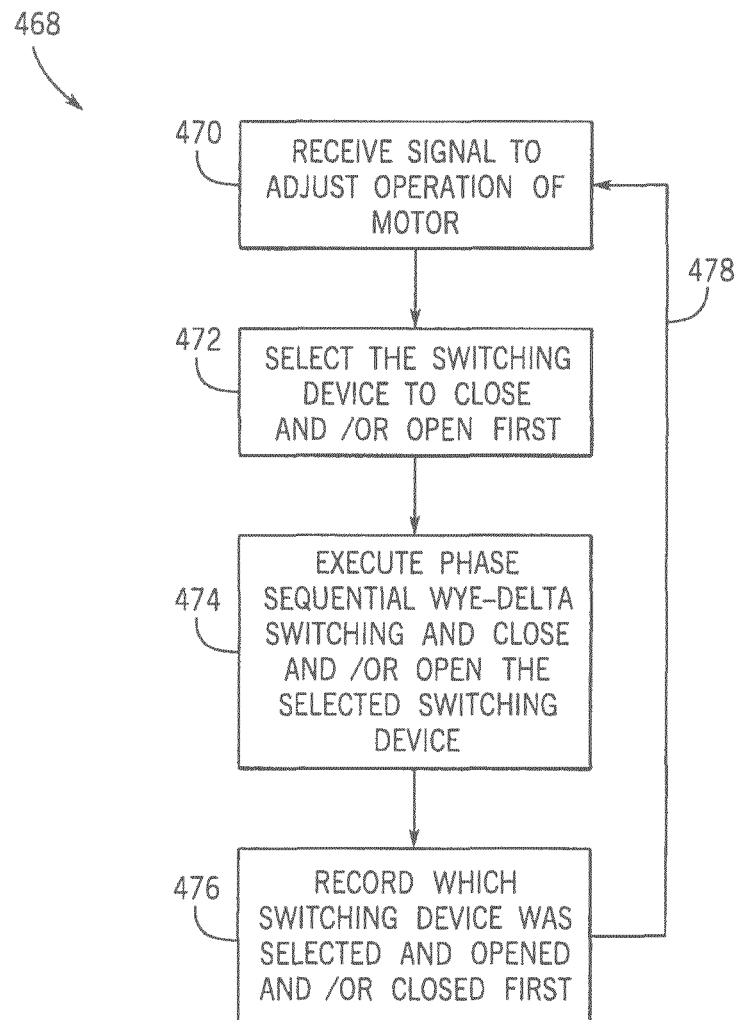 468
470
RECEIVE SIGNAL TO
ADJUST OPERATION OF
MOTOR
478
472
SELECT THE SWITCHING
DEVICE TO CLOSE
AND /OR OPEN FIRST
474
EXECUTE PHASE
SEQUENTIAL WYE-DELTA
SWITCHING AND CLOSE
AND /OR OPEN THE
SELECTED SWITCHING
DEVICE
476
RECORD WHICH
SWITCHING DEVICE WAS
SELECTED AND OPENED
AND /OR CLOSED FIRST